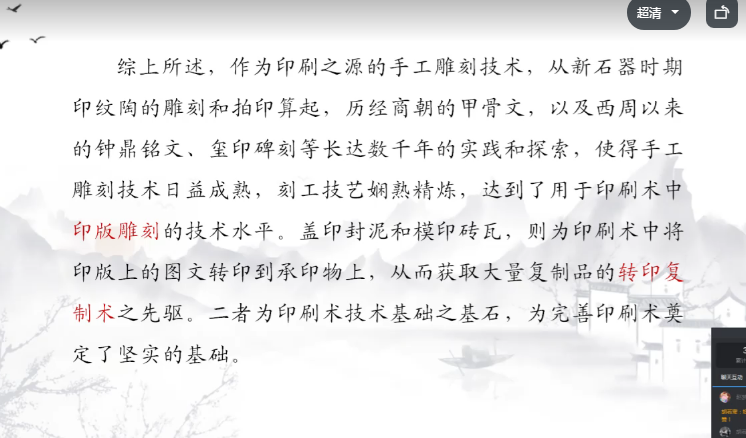 超清
综上所述，作为印刷之源的手工雕刻技术，从新石器时期
印纹陶的雕刻和拍印算起，历经商朝的甲骨文，以及西周以来
的钟鼎铭文、玺印碑刻等长达数千年的实践和探索，使得手工
雕刻技术日益成熟，刻工技艺娴熟精炼，达到了用于印刷术中
印版雕刻的技术水平。盖印封泥和模印砖瓦，则为印刷术中将
印版上的图文转印到承印物上，从而获取大量复制品的转印复
制术之先驱。二者为印刷术技术基础之基石，为完善印刷术奠
定了坚实的基础。
聊天互动